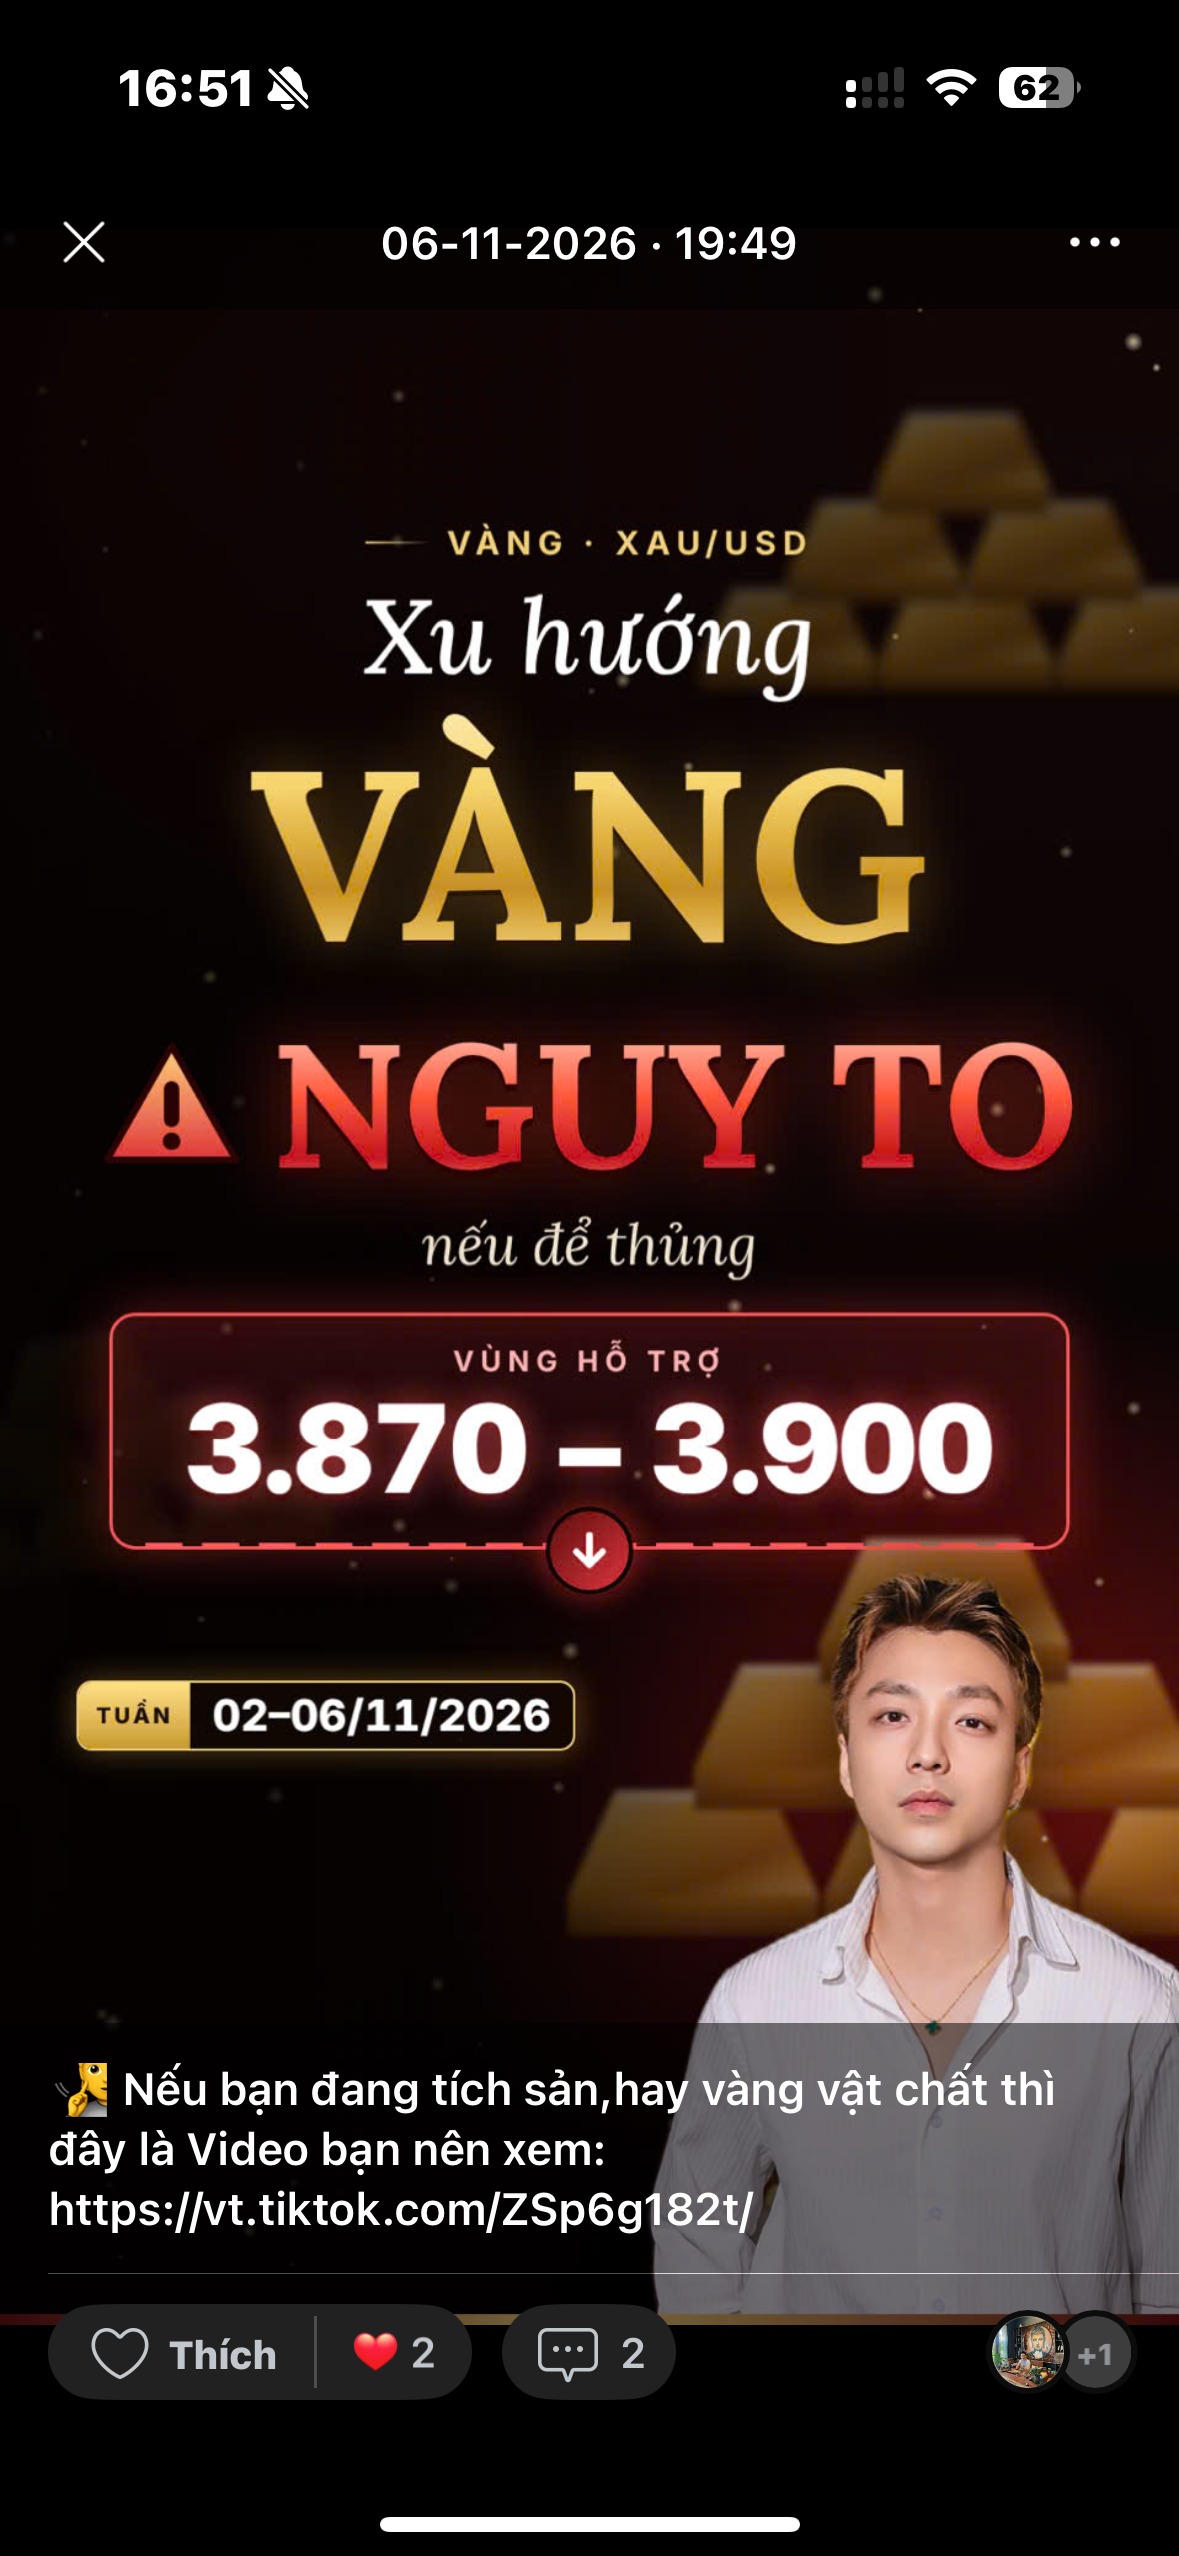 16:51
62
06-11-2026 · 19:49
VÀNG · XAU/USD
Xu hướng
VÀNG
NGUY TO
nếu để thủng
VÙNG HỖ TRỢ
3.870 – 3.900
TUẦN 02–06/11/2026
Nếu bạn đang tích sản,hay vàng vật chất thì
đây là Video bạn nên xem:
https://vt.tiktok.com/ZSp6g182t/
Thích 2 2 +1